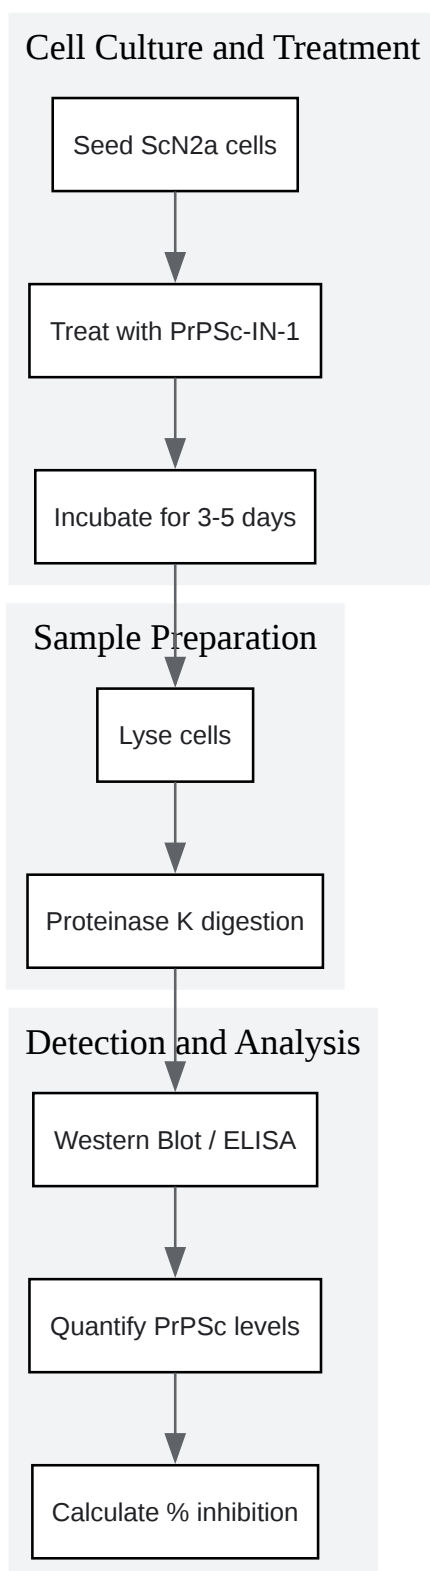 Cell Culture and Treatment
Seed ScN2a cells
Treat with PrPSc-IN-1
Incubate for 3-5 days
Sample Preparation
Lyse cells
Proteinase K digestion
Detection and Analysis
Western Blot / ELISA
Quantify PrPSc levels
Calculate % inhibition